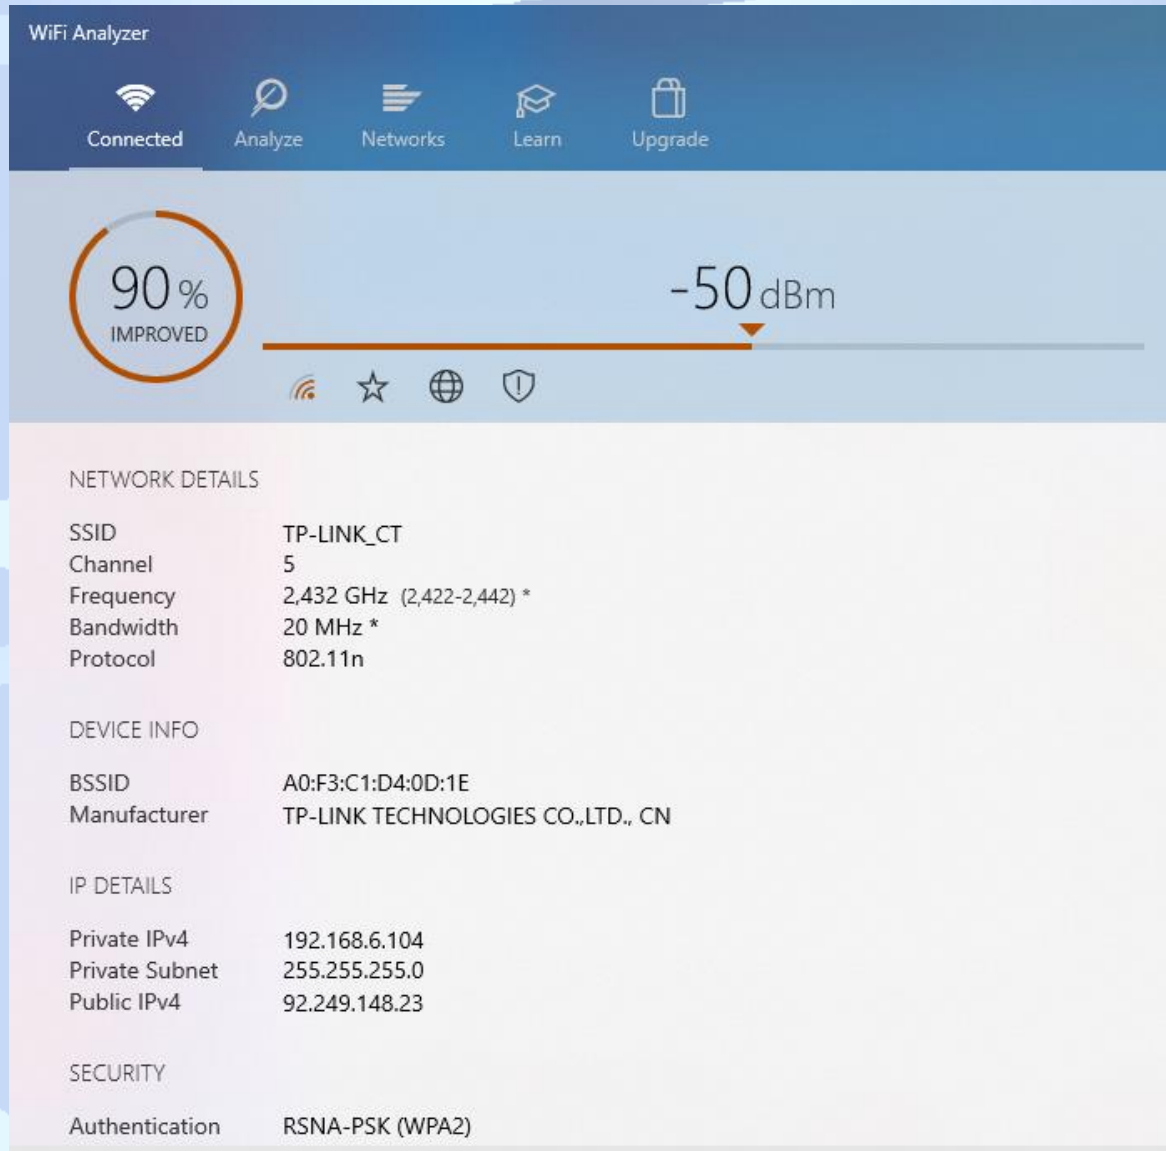 WiFi Analyzer
Connected Analyze Networks Learn Upgrade
90 %
IMPROVED
-50 dBm
NETWORK DETAILS
SSID TP-LINK_CT
Channel 5
Frequency 2,432 GHz (2,422-2,442) *
Bandwidth 20 MHz *
Protocol 802.11n
DEVICE INFO
BSSID A0:F3:C1:D4:0D:1E
Manufacturer TP-LINK TECHNOLOGIES CO.,LTD., CN
IP DETAILS
Private IPv4 192.168.6.104
Private Subnet 255.255.255.0
Public IPv4 92.249.148.23
SECURITY
Authentication RSNA-PSK (WPA2)